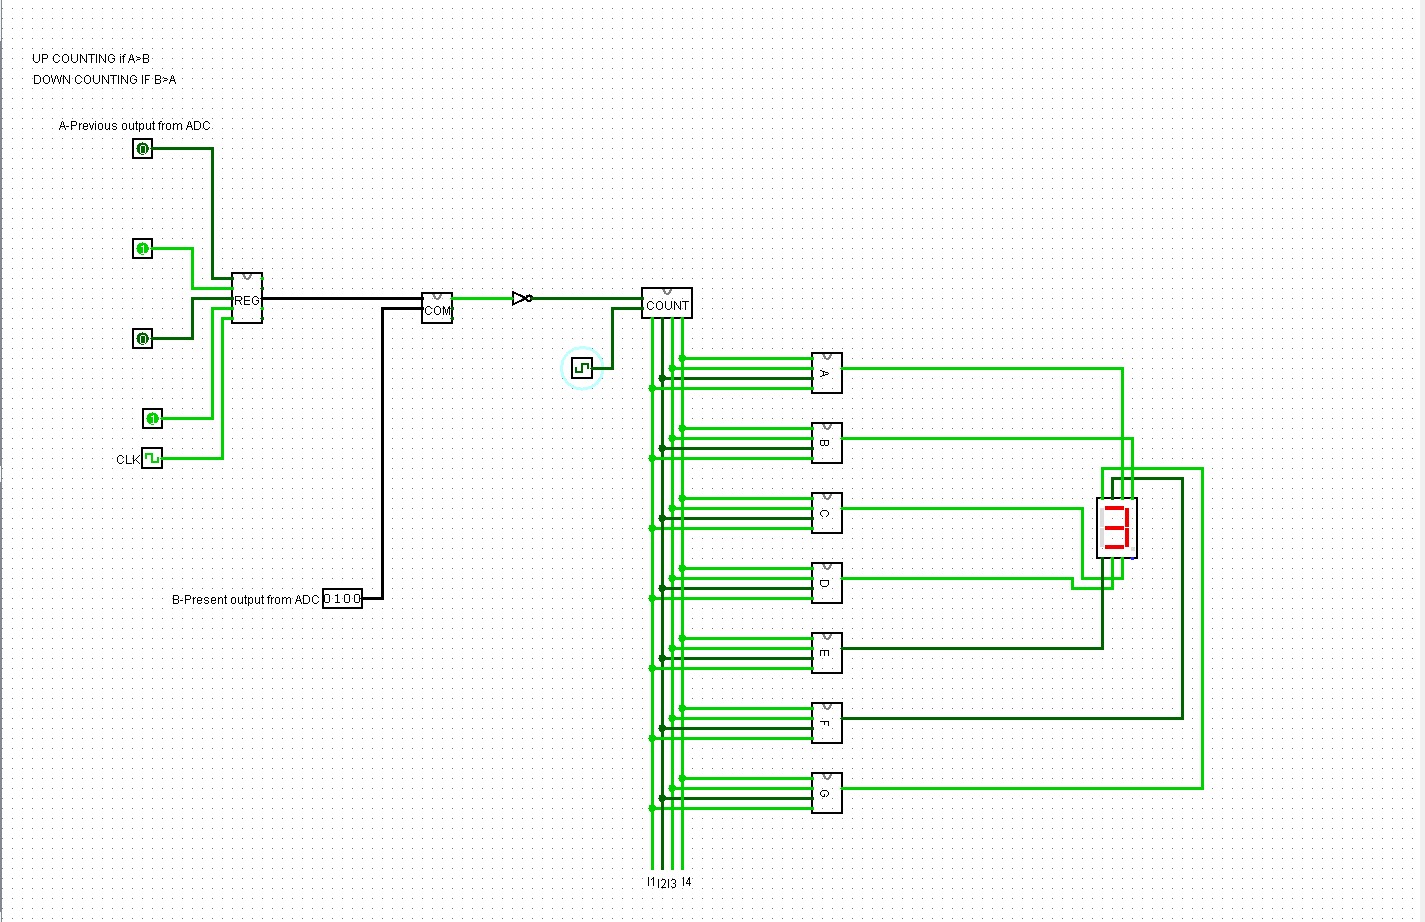 UP COUNTING if A>B
DOWN COUNTING IF B>A
A-Previous output from ADC
0
1
REG
COM
COUNT
0
A
1
CLK
B
C
D
B-Present output from ADC 0100
E
F
G
I1 I2 I3 I4